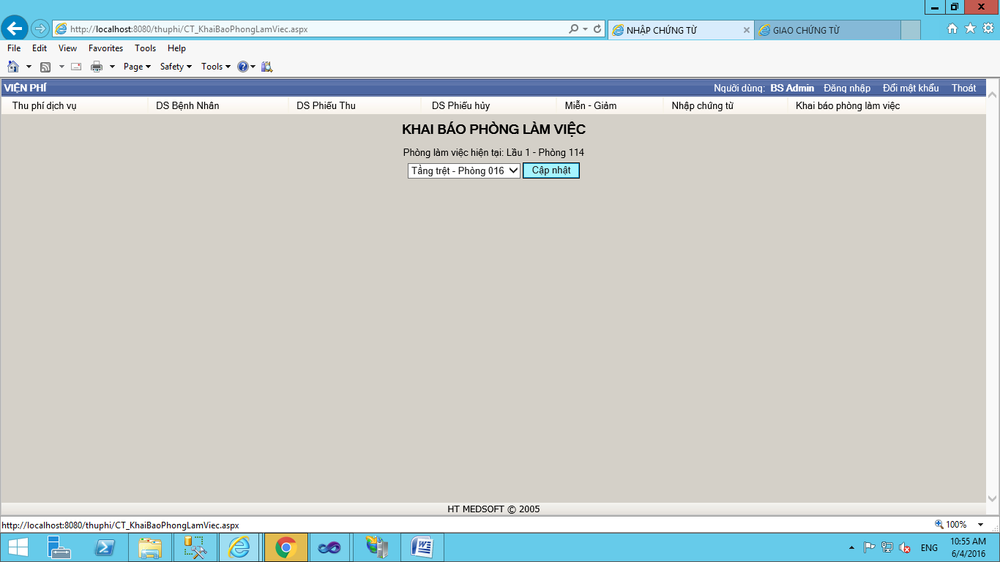 http://localhost:8080/thuphi/CT_KhaiBaoPhongLamViec.aspx
NHẬP CHỨNG TỪ
GIAO CHỨNG TỪ
File Edit View Favorites Tools Help
Page Safety Tools
VIỆN PHÍ
Người dùng: BS Admin Đăng nhập Đổi mật khẩu Thoát
Thu phí dịch vụ DS Bệnh Nhân DS Phiếu Thu DS Phiếu hủy Miễn - Giảm Nhập chứng từ Khai báo phòng làm việc
KHAI BÁO PHÒNG LÀM VIỆC
Phòng làm việc hiện tại: Lầu 1 - Phòng 114
Tầng trệt - Phòng 016 Cập nhật
HT MEDSOFT © 2005
http://localhost:8080/thuphi/CT_KhaiBaoPhongLamViec.aspx
100%
ENG
10:55 AM
6/4/2016